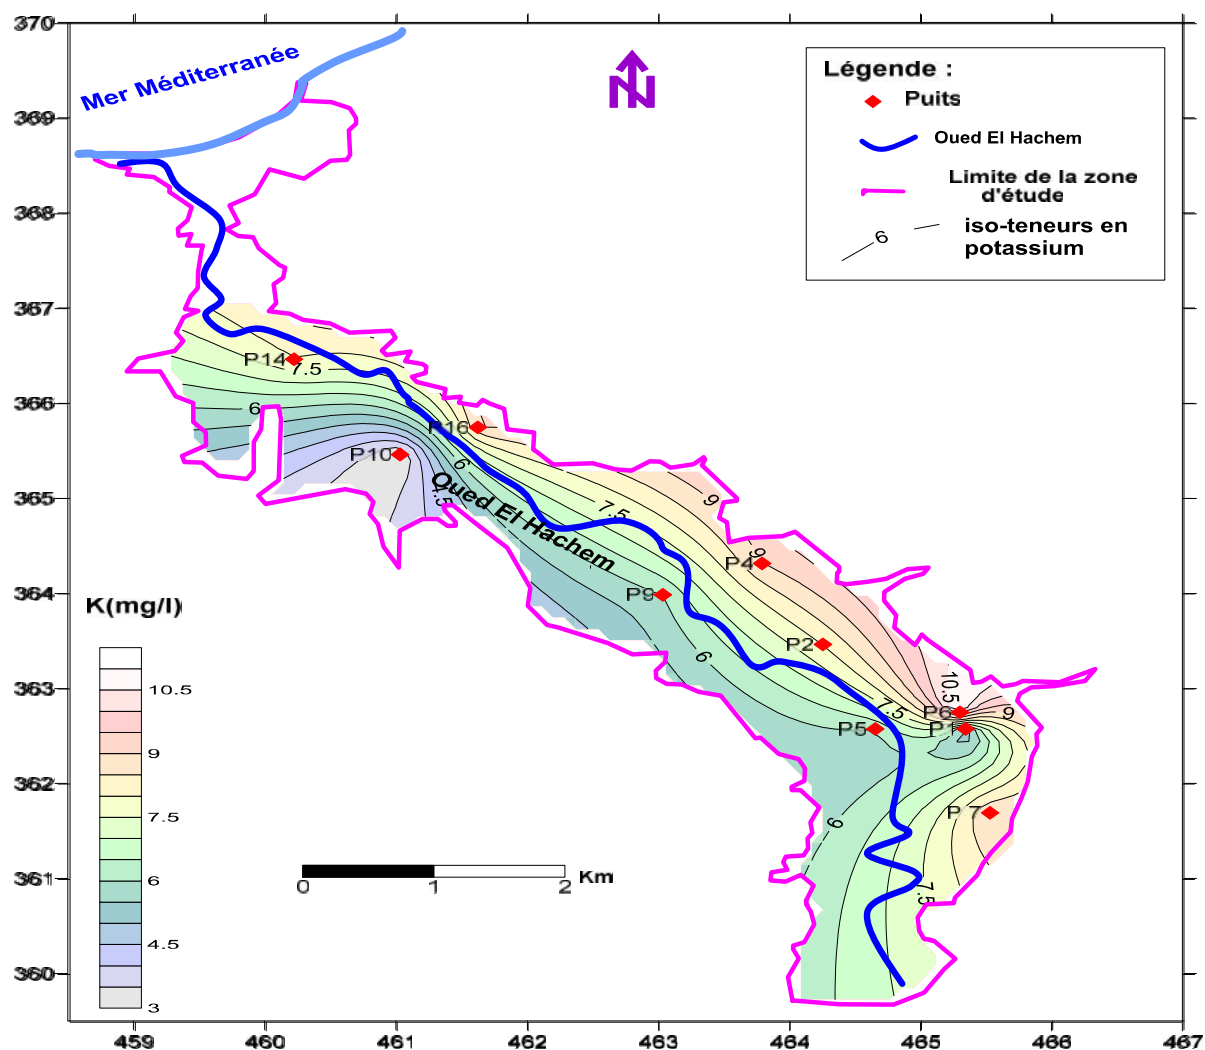 370
369
368
367
366
365
364
363
362
361
360
459
460
461
462
463
464
465
466
467
Mer Méditerranée
N
Légende :
Puits
Oued El Hachem
Limite de la zone
d'étude
6
iso-teneurs en
potassium
P14
7.5
6
P16
P10
6
4.5
Oued El Hachem
7.5
9
9
P4
P9
P2
6
10.5
7.5
P6
9
P5
P1
P 7
6
7.5
K(mg/l)
10.5
9
7.5
6
4.5
3
0
1
2
Km